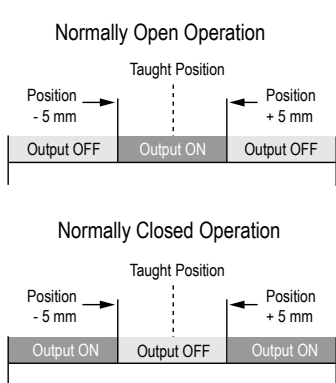 Normally Open Operation
Taught Position
Position
- 5 mm
Position
+ 5 mm
Output OFF
Output ON
Output OFF
Normally Closed Operation
Taught Position
Position
- 5 mm
Position
+ 5 mm
Output ON
Output OFF
Output ON